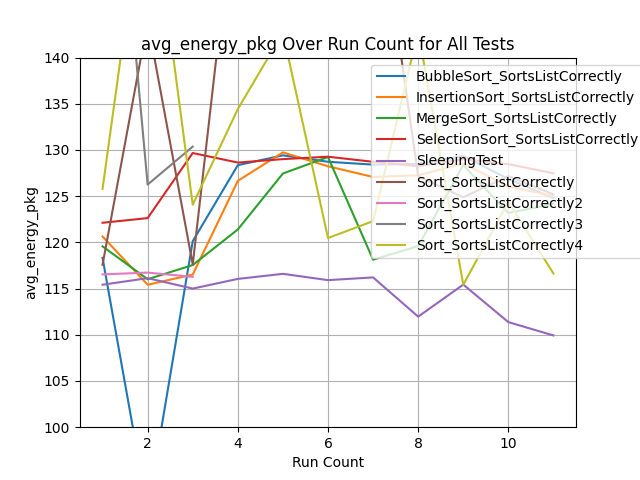 avg_energy_pkg Over Run Count for All Tests
140
135
130
125
120
115
110
105
100
avg_energy_pkg
BubbleSort_SortsListCorrectly
InsertionSort_SortsListCorrectly
MergeSort_SortsListCorrectly
SelectionSort_SortsListCorrectly
SleepingTest
Sort_SortsListCorrectly
Sort_SortsListCorrectly2
Sort_SortsListCorrectly3
Sort_SortsListCorrectly4
2 4 6 8 10
Run Count